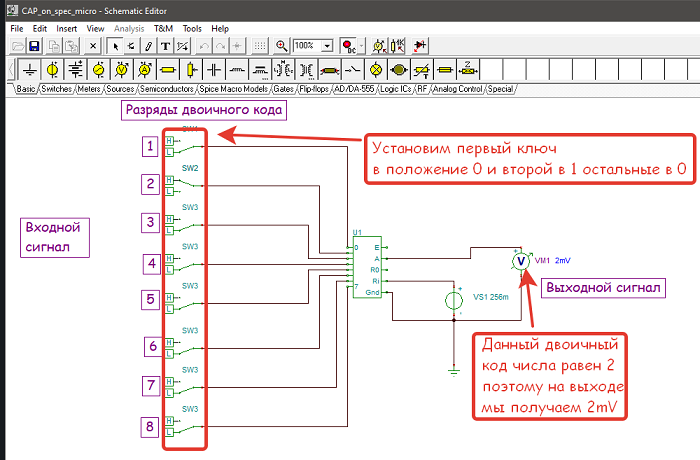 CAP_on_spec_micro - Schematic Editor
File Edit Insert View Analysis T&M Tools Help
100%
DC
Basic Switches Meters Sources Semiconductors Spice Macro Models Gates Flip-flops AD/DA-555 Logic ICs RF Analog Control Special
Разряды двоичного кода
H
L
1
SW2
H
L
2
SW3
H
L
3
SW3
H
L
4
SW3
H
L
5
SW3
H
L
6
SW3
H
L
7
SW3
H
L
8
Установим первый ключ
в положение 0 и второй в 1 остальные в 0
Входной
сигнал
U1
0 E
A
R0
Ri
7 Gnd
V
VM1 2mV
VS1 256m
Выходной сигнал
Данный двоичный
код числа равен 2
поэтому на выходе
мы получаем 2mV